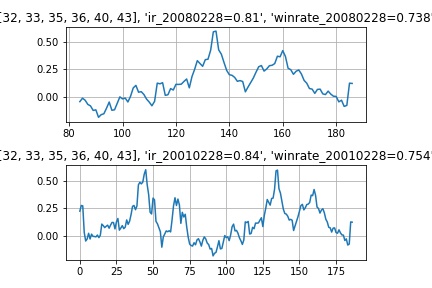 [32, 33, 35, 36, 40, 43], 'ir_20080228=0.81', 'winrate_20080228=0.738'
0.50
0.25
0.00
80 100 120 140 160 180
[32, 33, 35, 36, 40, 43], 'ir_20010228=0.84', 'winrate_20010228=0.754'
0.50
0.25
0.00
0 25 50 75 100 125 150 175